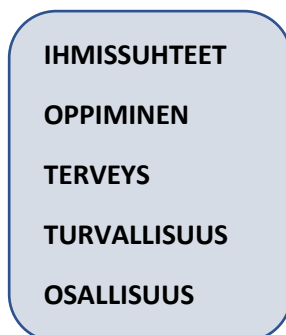 IHMISSUHTEET
OPPIMINEN
TERVEYS
TURVALLISUUS
OSALLISUUS